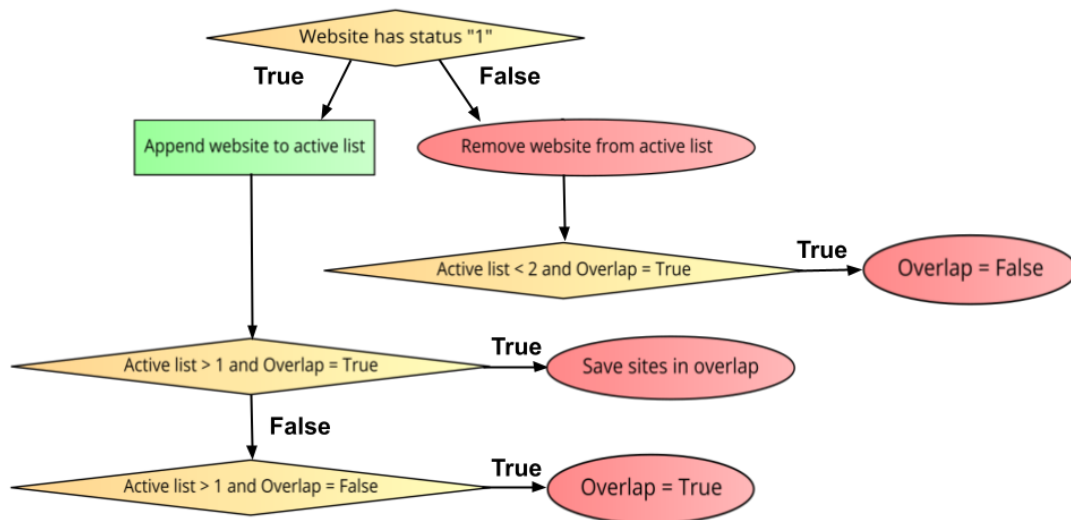 Website has status "1"
True
False
Append website to active list
Remove website from active list
Active list < 2 and Overlap = True
True
Overlap = False
Active list > 1 and Overlap = True
True
Save sites in overlap
False
Active list > 1 and Overlap = False
True
Overlap = True